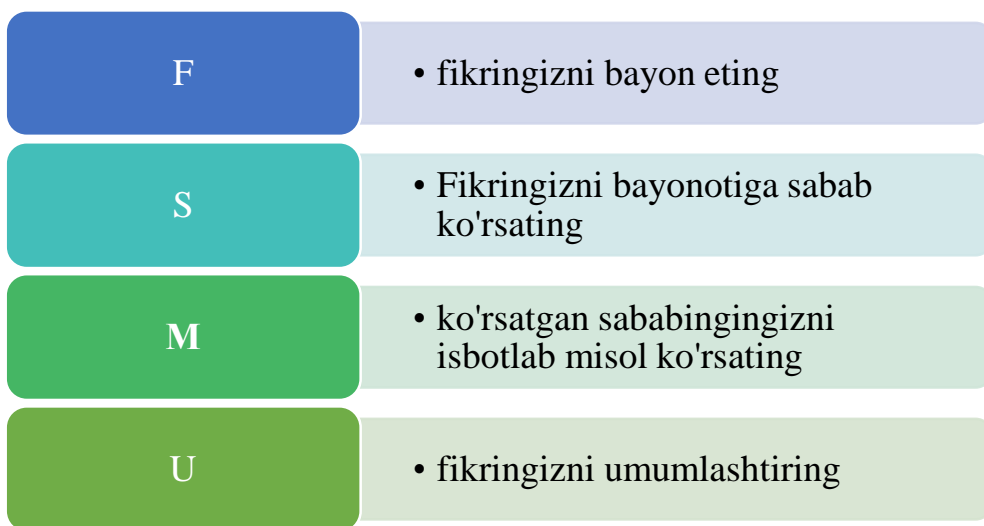 F
• fikringizni bayon eting
S
• Fikringizni bayonotiga sabab
ko'rsating
M
• ko'rsatgan sababingingizni
isbotlab misol ko'rsating
U
• fikringizni umumlashtiring